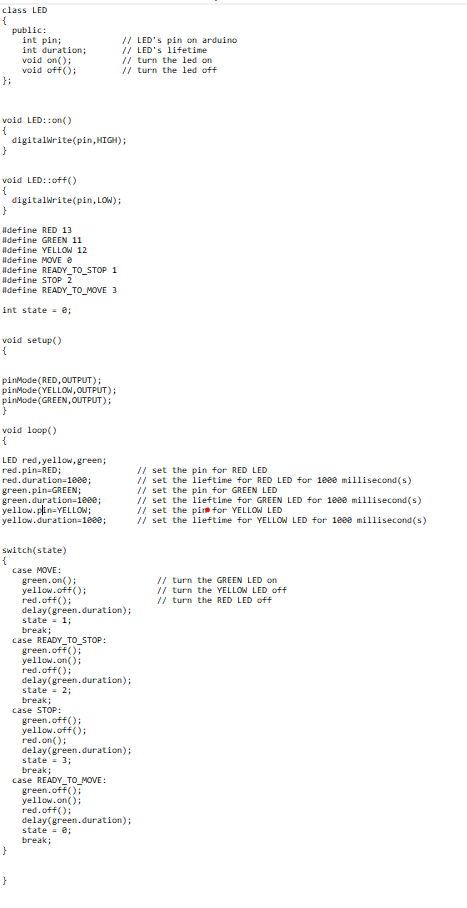 class LED
{
  public:
    int pin;            // LED's pin on arduino
    int duration;       // LED's lifetime
    void on();          // turn the led on
    void off();         // turn the led off
};
void LED::on()
{
  digitalWrite(pin,HIGH);
}
void LED::off()
{
  digitalWrite(pin,LOW);
}
#define RED 13
#define GREEN 11
#define YELLOW 12
#define MOVE 0
#define READY_TO_STOP 1
#define STOP 2
#define READY_TO_MOVE 3
int state = 0;
void setup()
{
pinMode(RED,OUTPUT);
pinMode(YELLOW,OUTPUT);
pinMode(GREEN,OUTPUT);
}
void loop()
{
LED red,yellow,green;
red.pin=RED;               // set the pin for RED LED
red.duration=1000;         // set the lieftime for RED LED for 1000 millisecond(s)
green.pin=GREEN;           // set the pin for GREEN LED
green.duration=1000;       // set the lieftime for GREEN LED for 1000 millisecond(s)
yellow.pin=YELLOW;         // set the pin for YELLOW LED
yellow.duration=1000;      // set the lieftime for YELLOW LED for 1000 millisecond(s)
switch(state)
{
  case MOVE:
    green.on();                // turn the GREEN LED on
    yellow.off();              // turn the YELLOW LED off
    red.off();                 // turn the RED LED off
    delay(green.duration);
    state = 1;
    break;
  case READY_TO_STOP:
    green.off();
    yellow.on();
    red.off();
    delay(green.duration);
    state = 2;
    break;
  case STOP:
    green.off();
    yellow.off();
    red.on();
    delay(green.duration);
    state = 3;
    break;
  case READY_TO_MOVE:
    green.off();
    yellow.on();
    red.off();
    delay(green.duration);
    state = 0;
    break;
}
}